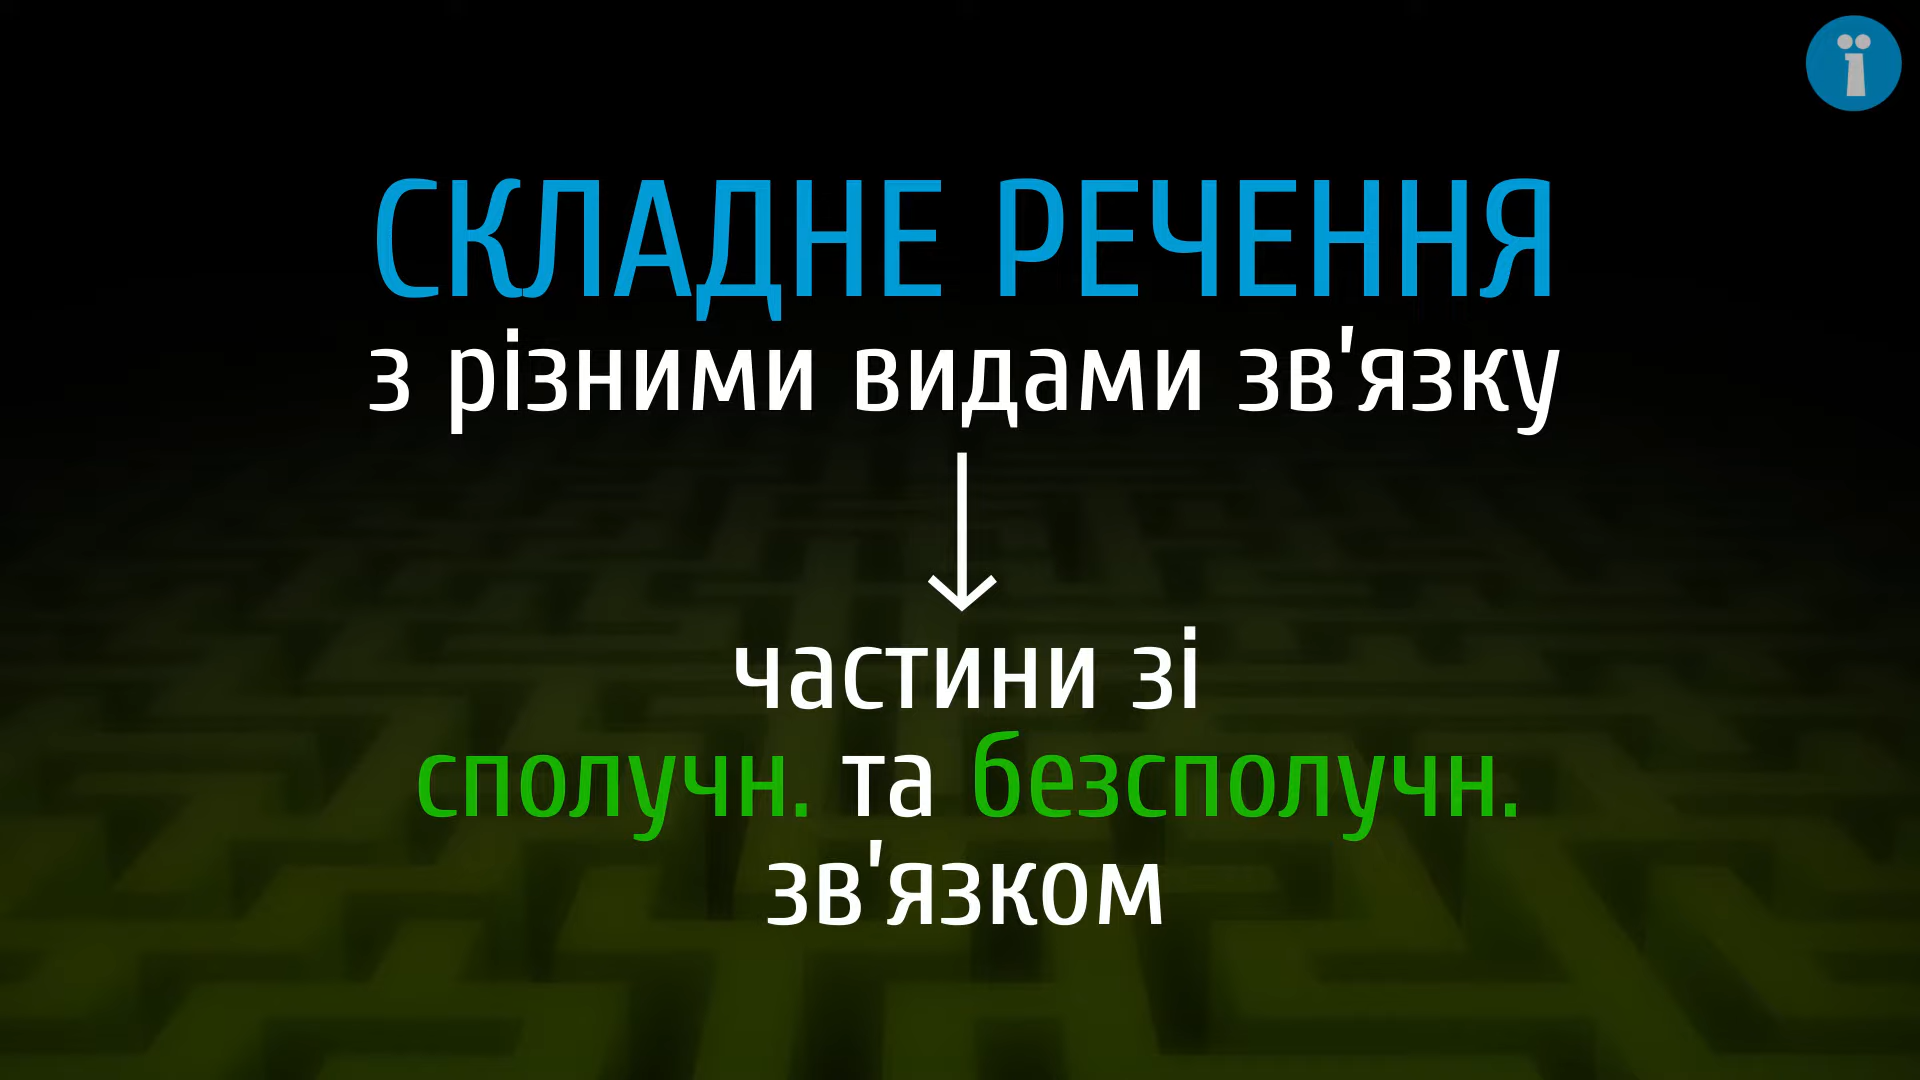 ї
СКЛАДНЕ РЕЧЕННЯ
з різними видами зв'язку
частини зі
сполучн. та безсполучн.
зв'язком